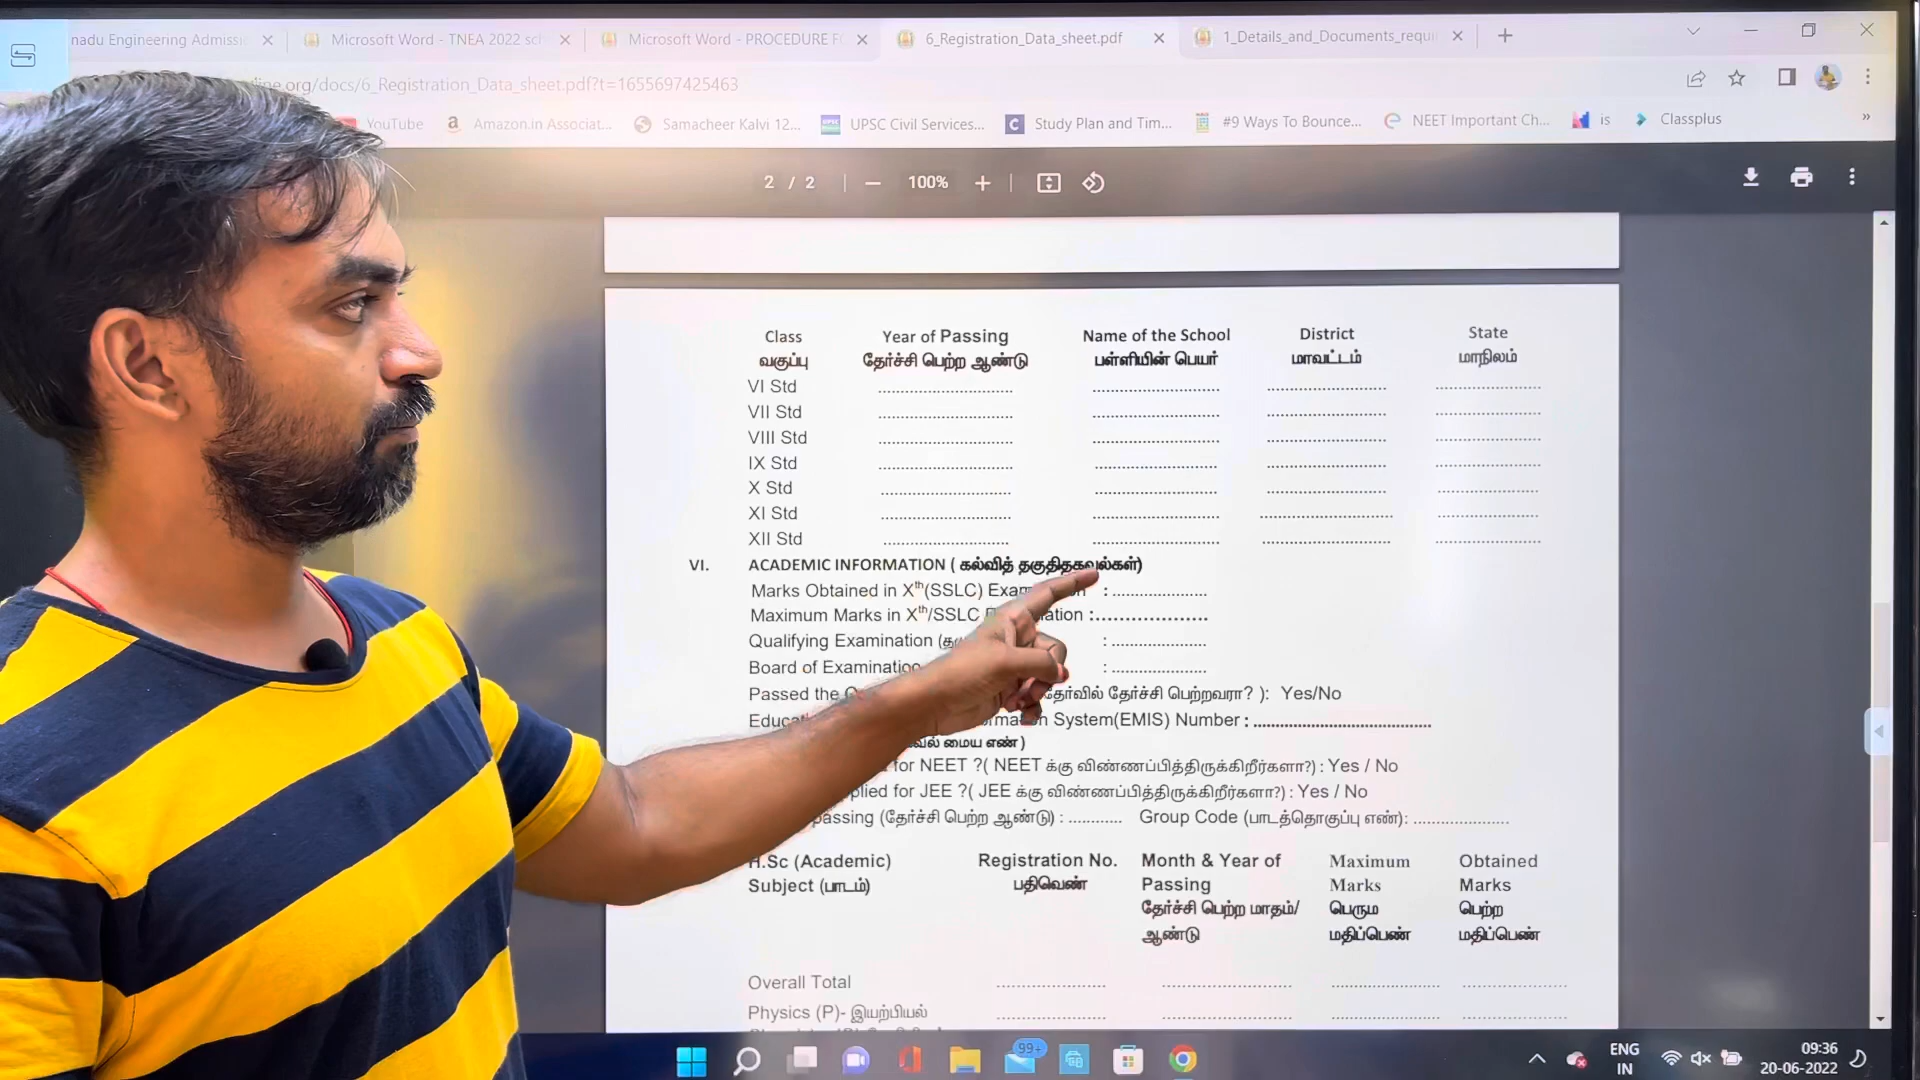 nadu Engineering Admissi
Microsoft Word - TNEA 2022 sch
Microsoft Word - PROCEDURE FO
6_Registration_Data_sheet.pdf
1_Details_and_Documents_requi
ine.org/docs/6_Registration_Data_sheet.pdf?t=1655697425463
YouTube
Amazon.in Associat...
Samacheer Kalvi 12...
UPSC Civil Services...
Study Plan and Tim...
#9 Ways To Bounce...
NEET Important Ch...
is
Classplus
»
2 / 2
100%
Class Year of Passing Name of the School District State
வகுப்பு தேர்ச்சி பெற்ற ஆண்டு பள்ளியின் பெயர் மாவட்டம் மாநிலம்
VI Std
VII Std
VIII Std
IX Std
X Std
XI Std
XII Std
VI. ACADEMIC INFORMATION ( கல்வித் தகுதிதகவல்கள்)
Marks Obtained in Xth(SSLC) Exam :
Maximum Marks in Xth/SSLC ation :
Qualifying Examination :
Board of Examination :
Passed the தேர்வில் தேர்ச்சி பெற்றவரா? ): Yes/No
Educati System(EMIS) Number :
மைய எண் )
for NEET ?( NEET க்கு விண்ணப்பித்திருக்கிறீர்களா?) : Yes / No
plied for JEE ?( JEE க்கு விண்ணப்பித்திருக்கிறீர்களா?) : Yes / No
passing (தேர்ச்சி பெற்ற ஆண்டு) : Group Code (பாடத்தொகுப்பு எண்):
H.Sc (Academic) Registration No. Month & Year of Maximum Obtained
Subject (பாடம்) பதிவெண் Passing Marks Marks
தேர்ச்சி பெற்ற மாதம்/ பெரும பெற்ற
ஆண்டு மதிப்பெண் மதிப்பெண்
Overall Total
Physics (P)- இயற்பியல்
99+
ENG
IN
09:36
20-06-2022